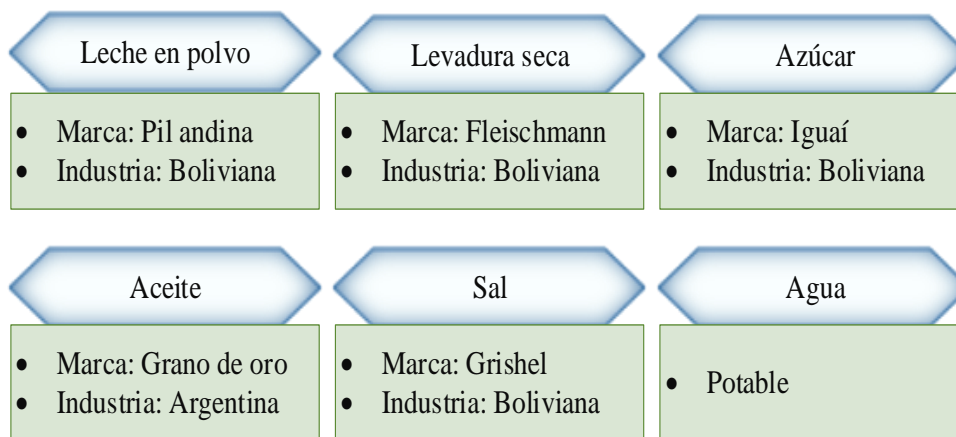 Leche en polvo
• Marca: Pil andina
• Industria: Boliviana
Levadura seca
• Marca: Fleischmann
• Industria: Boliviana
Azúcar
• Marca: Iguaí
• Industria: Boliviana
Aceite
• Marca: Grano de oro
• Industria: Argentina
Sal
• Marca: Grishel
• Industria: Boliviana
Agua
• Potable